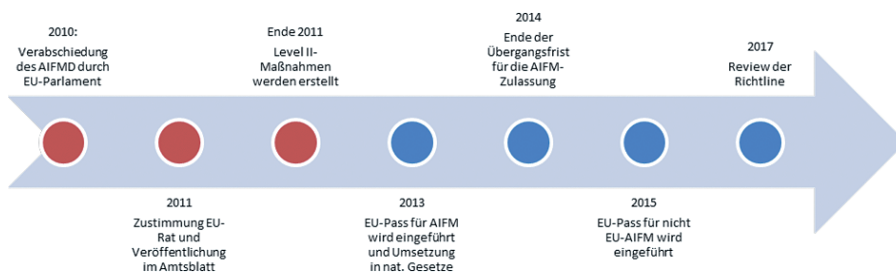 2010:
Verabschiedung
des AIFMD durch
EU-Parlament
2011
Zustimmung EU-
Rat und
Veröffentlichung
im Amtsblatt
Ende 2011
Level II-
Maßnahmen
werden erstellt
2013
EU-Pass für AIFM
wird eingeführt
und Umsetzung
in nat. Gesetze
2014
Ende der
Übergangsfrist
für die AIFM-
Zulassung
2015
EU-Pass für nicht
EU-AIFM wird
eingeführt
2017
Review der
Richtline